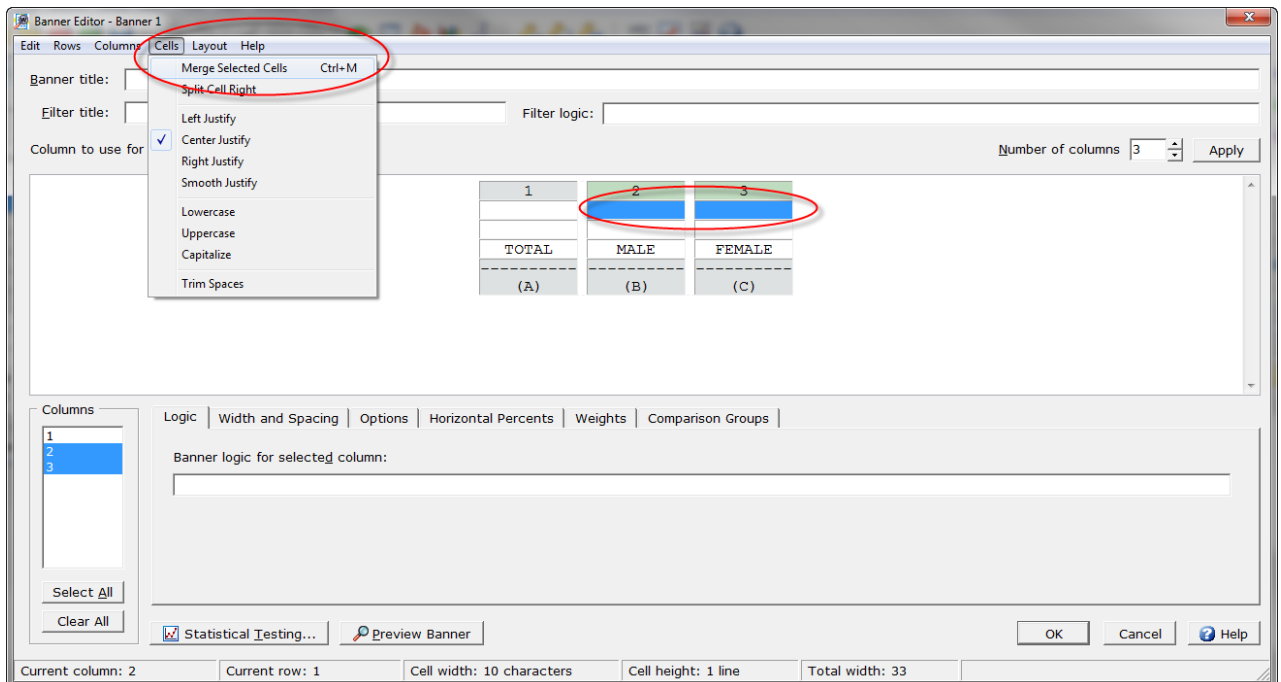 Banner Editor - Banner 1
Edit Rows Columns Cells Layout Help
Merge Selected Cells Ctrl+M
Split Cell Right
Left Justify
Center Justify
Right Justify
Smooth Justify
Lowercase
Uppercase
Capitalize
Trim Spaces
Banner title:
Filter title:
Filter logic:
Column to use for
Number of columns 3 Apply
1 2 3
TOTAL MALE FEMALE
---------- ---------- ----------
(A) (B) (C)
Columns
1
2
3
Select All
Clear All
Logic Width and Spacing Options Horizontal Percents Weights Comparison Groups
Banner logic for selected column:
Statistical Testing... Preview Banner OK Cancel Help
Current column: 2 Current row: 1 Cell width: 10 characters Cell height: 1 line Total width: 33